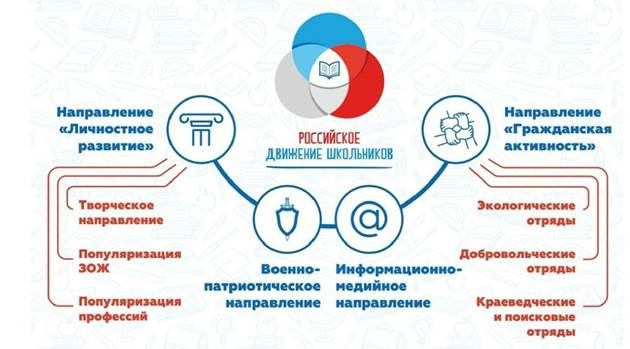 РОССИЙСКОЕ
ДВИЖЕНИЕ ШКОЛЬНИКОВ
Направление
«Личностное
развитие»
Творческое
направление
Популяризация
ЗОЖ
Популяризация
профессий
Военно-
патриотическое
направление
@
Информационно-
медийное
направление
Направление
«Гражданская
активность»
Экологические
отряды
Добровольческие
отряды
Краеведческие
и поисковые
отряды